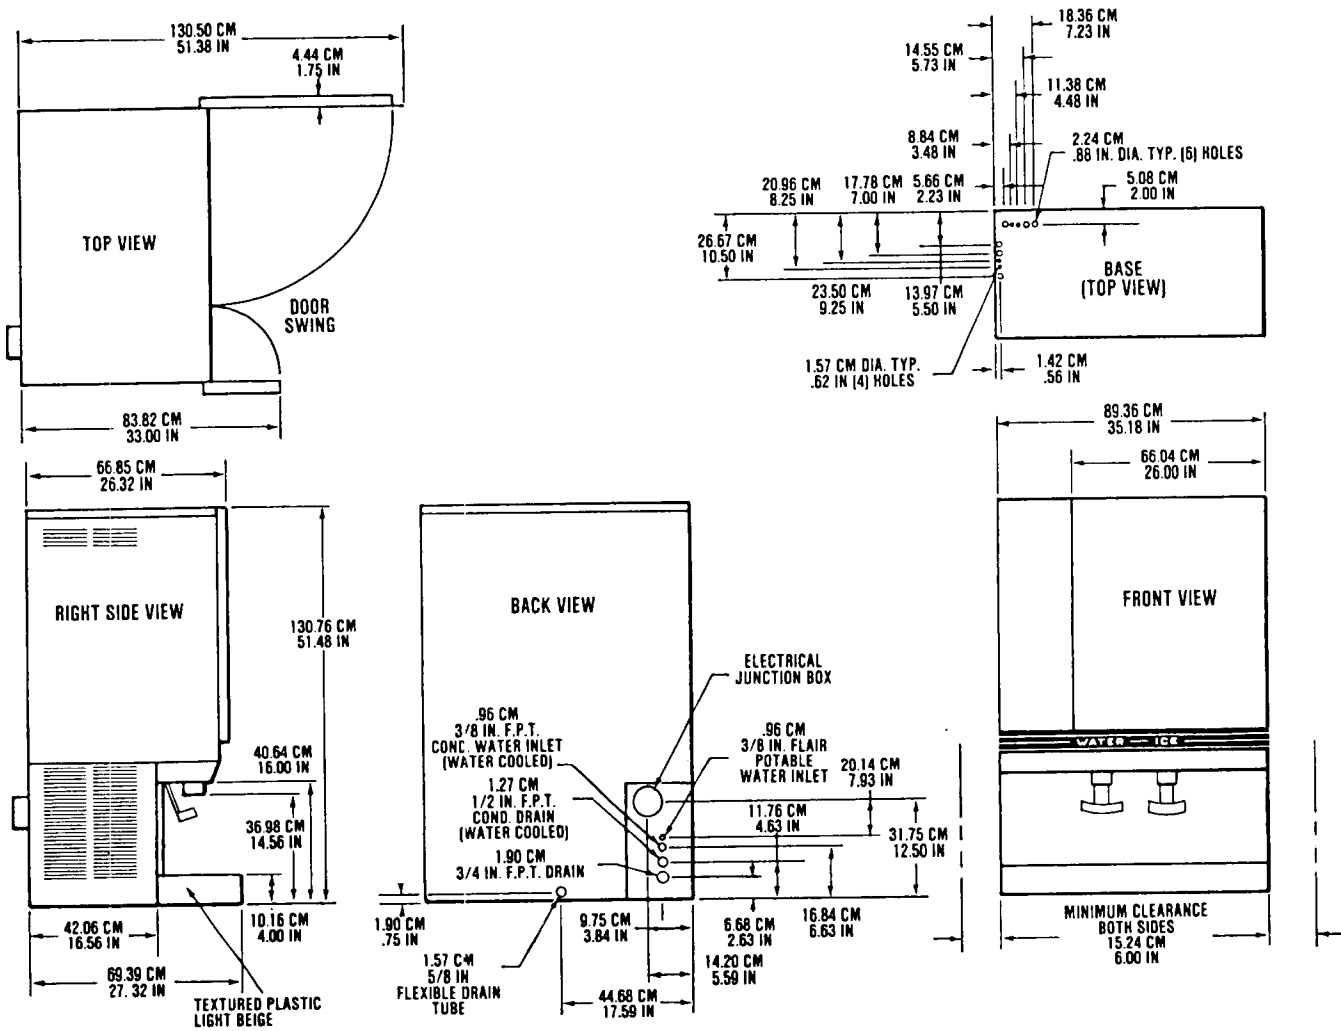 130.50 CM
51.38 IN
4.44 CM
1.75 IN
TOP VIEW
DOOR
SWING
83.82 CM
33.00 IN
18.36 CM
7.23 IN
14.55 CM
5.73 IN
11.38 CM
4.48 IN
8.84 CM
3.48 IN
2.24 CM
.88 IN. DIA. TYP. (6) HOLES
20.96 CM
8.25 IN
17.78 CM
7.00 IN
5.66 CM
2.23 IN
5.08 CM
2.00 IN
26.67 CM
10.50 IN
BASE
(TOP VIEW)
23.50 CM
9.25 IN
13.97 CM
5.50 IN
1.57 CM DIA. TYP.
.62 IN (4) HOLES
1.42 CM
.56 IN
66.85 CM
26.32 IN
RIGHT SIDE VIEW
130.76 CM
51.48 IN
40.64 CM
16.00 IN
36.98 CM
14.56 IN
10.16 CM
4.00 IN
42.06 CM
16.56 IN
69.39 CM
27.32 IN
TEXTURED PLASTIC
LIGHT BEIGE
BACK VIEW
ELECTRICAL
JUNCTION BOX
.96 CM
3/8 IN. F.P.T.
CONC. WATER INLET
(WATER COOLED)
1.27 CM
1/2 IN. F.P.T.
COND. DRAIN
(WATER COOLED)
1.90 CM
3/4 IN. F.P.T. DRAIN
.96 CM
3/8 IN. FLAIR
POTABLE
WATER INLET
20.14 CM
7.93 IN
11.76 CM
4.63 IN
31.75 CM
12.50 IN
1.90 CM
.75 IN
1.57 CM
5/8 IN
FLEXIBLE DRAIN
TUBE
9.75 CM
3.84 IN
6.68 CM
2.63 IN
16.84 CM
6.63 IN
14.20 CM
5.59 IN
44.68 CM
17.59 IN
89.36 CM
35.18 IN
66.04 CM
26.00 IN
FRONT VIEW
WATER — ICE
MINIMUM CLEARANCE
BOTH SIDES
15.24 CM
6.00 IN